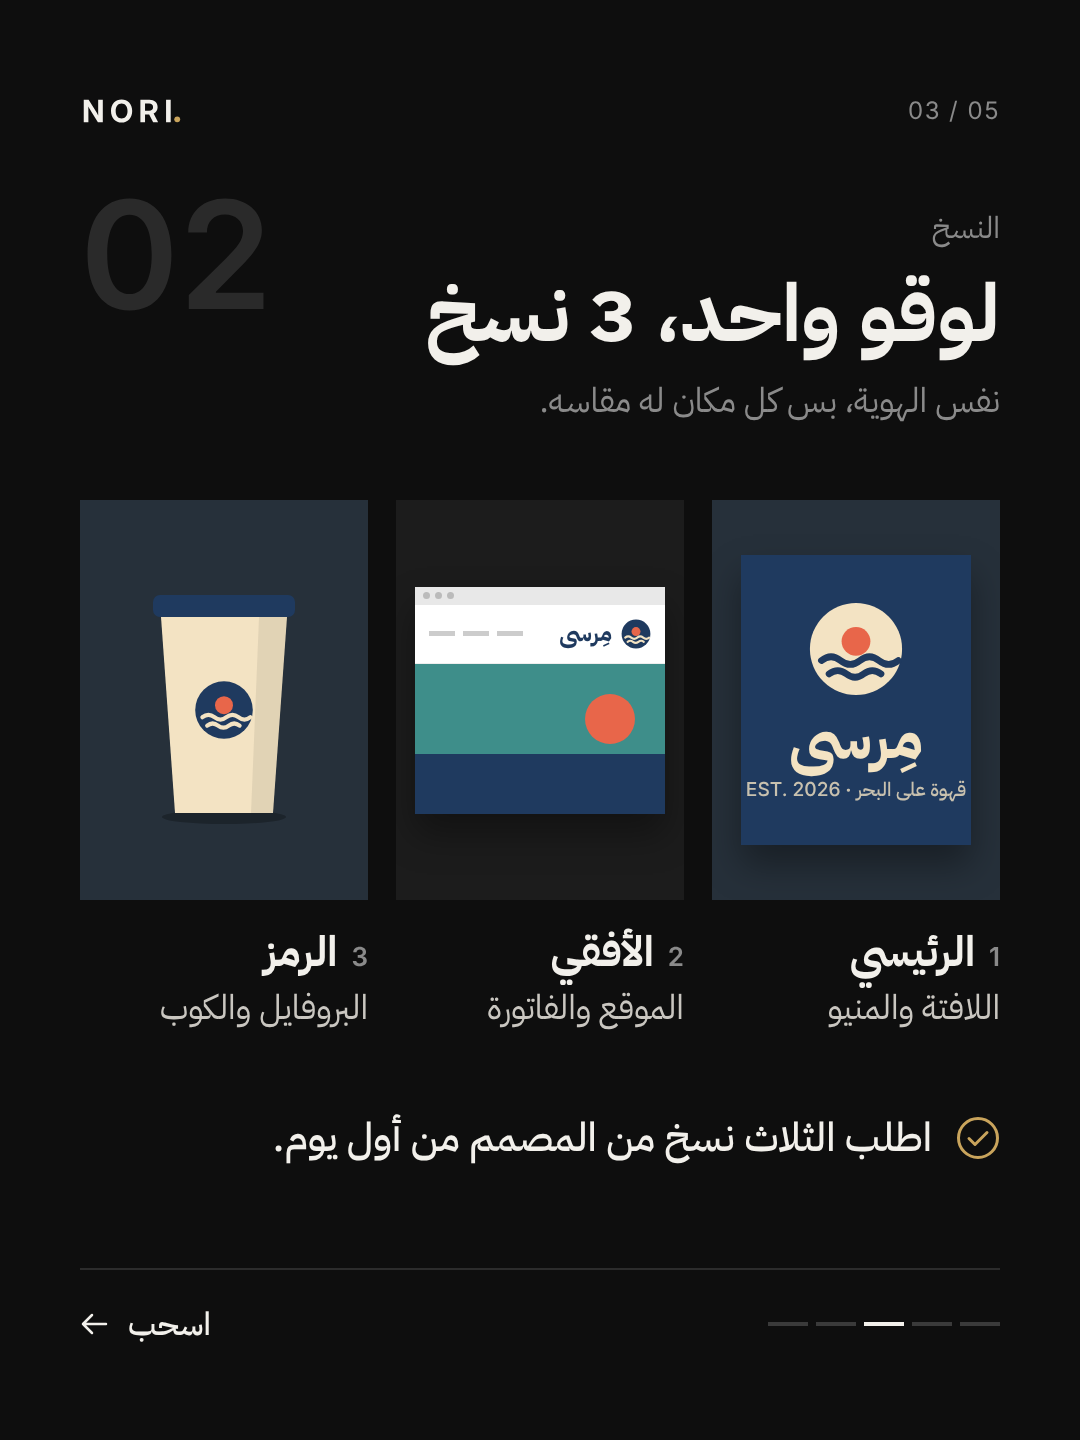 NORI.
03 / 05
02
النسخ
لوقو واحد، 3 نسخ
نفس الهوية، بس كل مكان له مقاسه.
مِرسى
قهوة على البحر · EST. 2026
مِرسى
1 الرئيسي
اللافتة والمنيو
2 الأفقي
الموقع والفاتورة
3 الرمز
البروفايل والكوب
اطلب الثلاث نسخ من المصمم من أول يوم.
اسحب ←